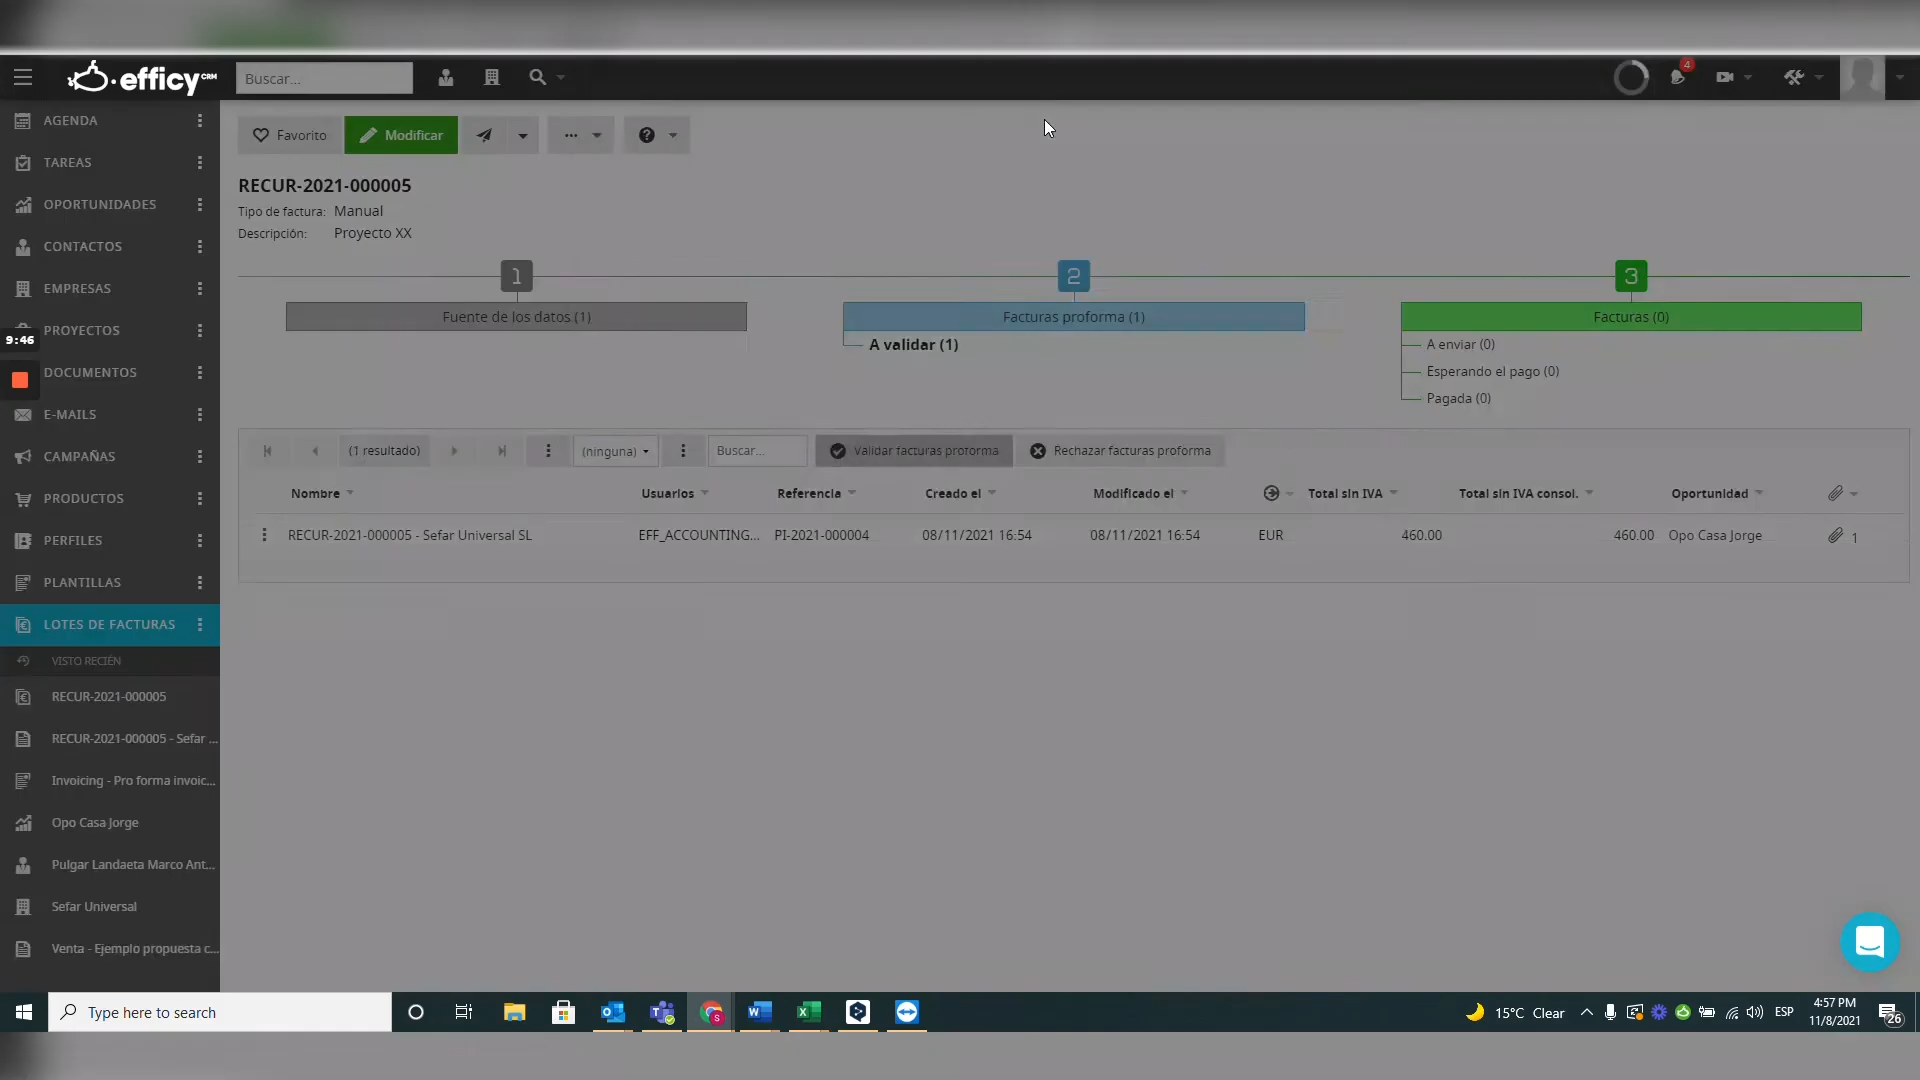 efficy CRM
Buscar...
4
AGENDA
TAREAS
OPORTUNIDADES
CONTACTOS
EMPRESAS
PROYECTOS
9:46
DOCUMENTOS
E-MAILS
CAMPAÑAS
PRODUCTOS
PERFILES
PLANTILLAS
LOTES DE FACTURAS
VISTO RECIÉN
RECUR-2021-000005
RECUR-2021-000005 - Sefar ...
Invoicing - Pro forma invoic...
Opo Casa Jorge
Pulgar Landaeta Marco Ant...
Sefar Universal
Venta - Ejemplo propuesta c...
Favorito
Modificar
RECUR-2021-000005
Tipo de factura: Manual
Descripción: Proyecto XX
1
Fuente de los datos (1)
2
Facturas proforma (1)
A validar (1)
3
Facturas (0)
A enviar (0)
Esperando el pago (0)
Pagada (0)
(1 resultado) (ninguna) Buscar... Validar facturas proforma Rechazar facturas proforma
Nombre Usuarios Referencia Creado el Modificado el Total sin IVA Total sin IVA consol. Oportunidad
RECUR-2021-000005 - Sefar Universal SL EFF_ACCOUNTING... PI-2021-000004 08/11/2021 16:54 08/11/2021 16:54 EUR 460.00 460.00 Opo Casa Jorge 1
Type here to search
15°C Clear
ESP
4:57 PM
11/8/2021
26